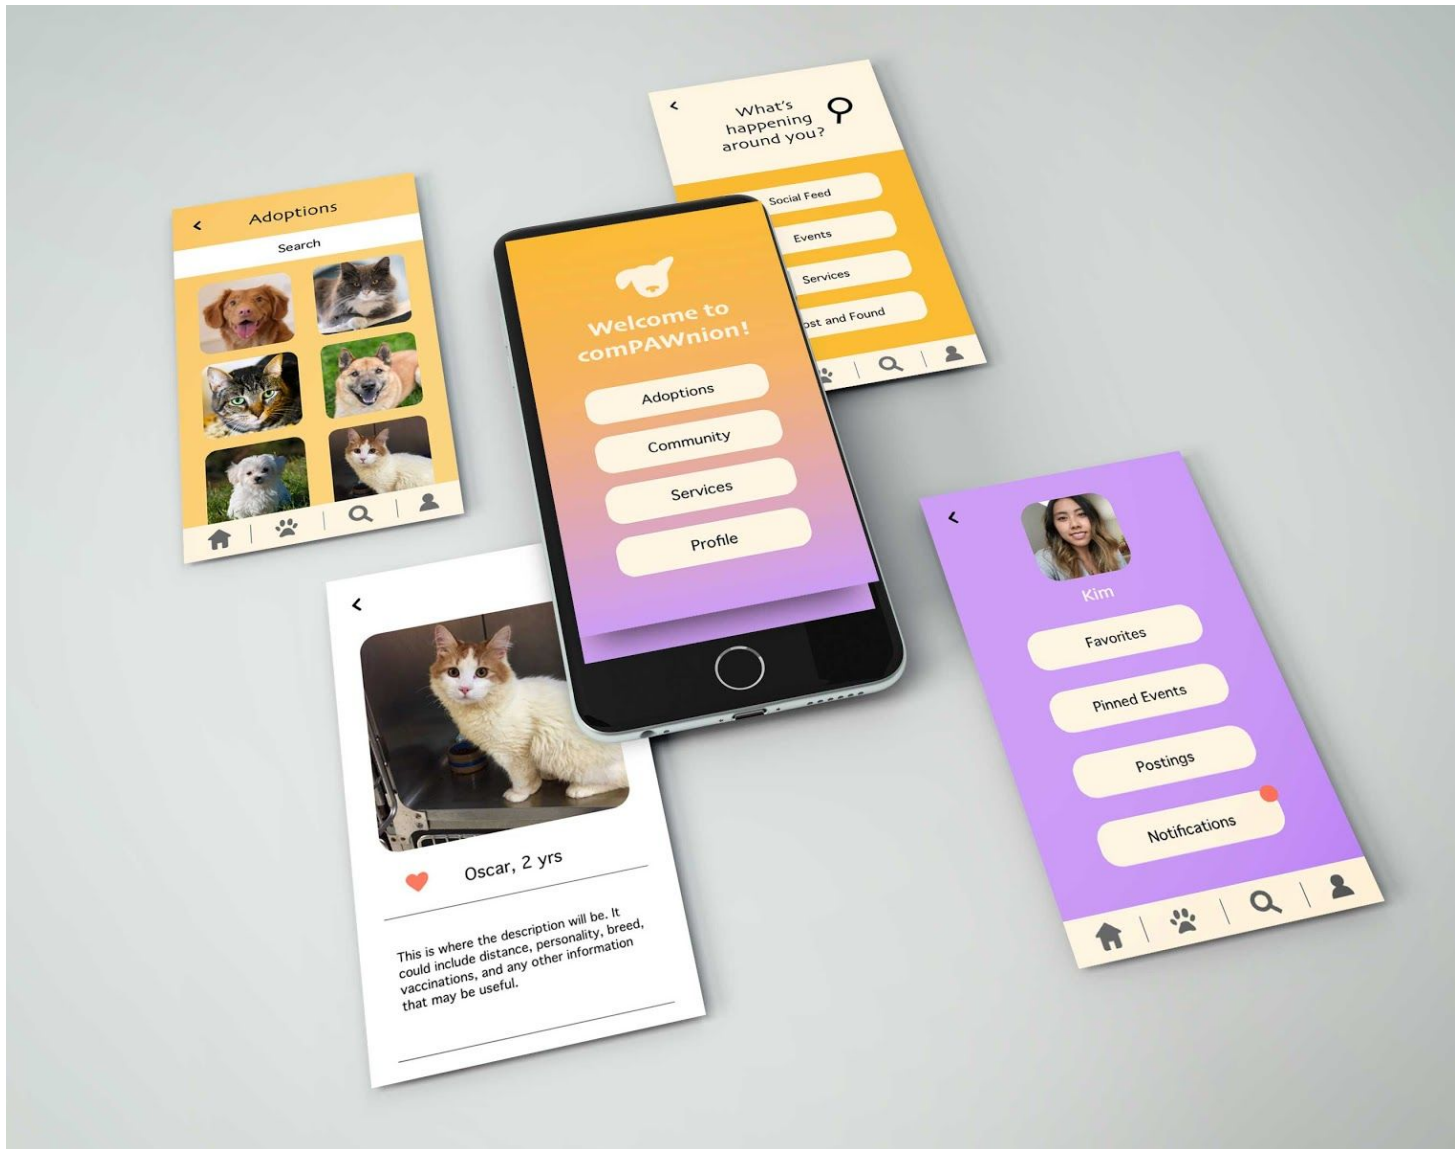 Adoptions
Search
What's
happening
around you?
Social Feed
Events
Services
ost and Found
Welcome to
comPAWnion!
Adoptions
Community
Services
Profile
Oscar, 2 yrs
This is where the description will be. It
could include distance, personality, breed,
vaccinations, and any other information
that may be useful.
Kim
Favorites
Pinned Events
Postings
Notifications